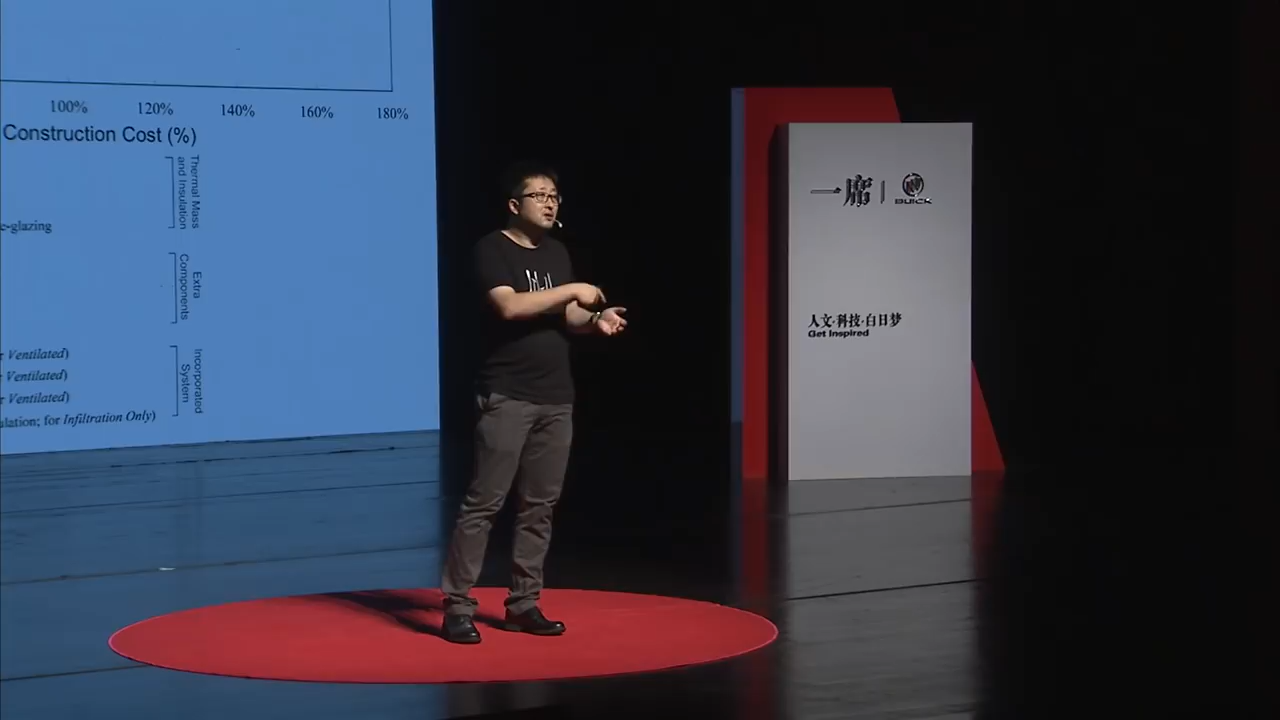 100% 120% 140% 160% 180%
Construction Cost (%)
Thermal Mass
and Insulation
e-glazing
Extra
Components
Ventilated)
Ventilated)
Ventilated)
Incorporated
System
ulation; for Infiltration Only)
一席 | BUICK
人文·科技·白日梦
Get Inspired